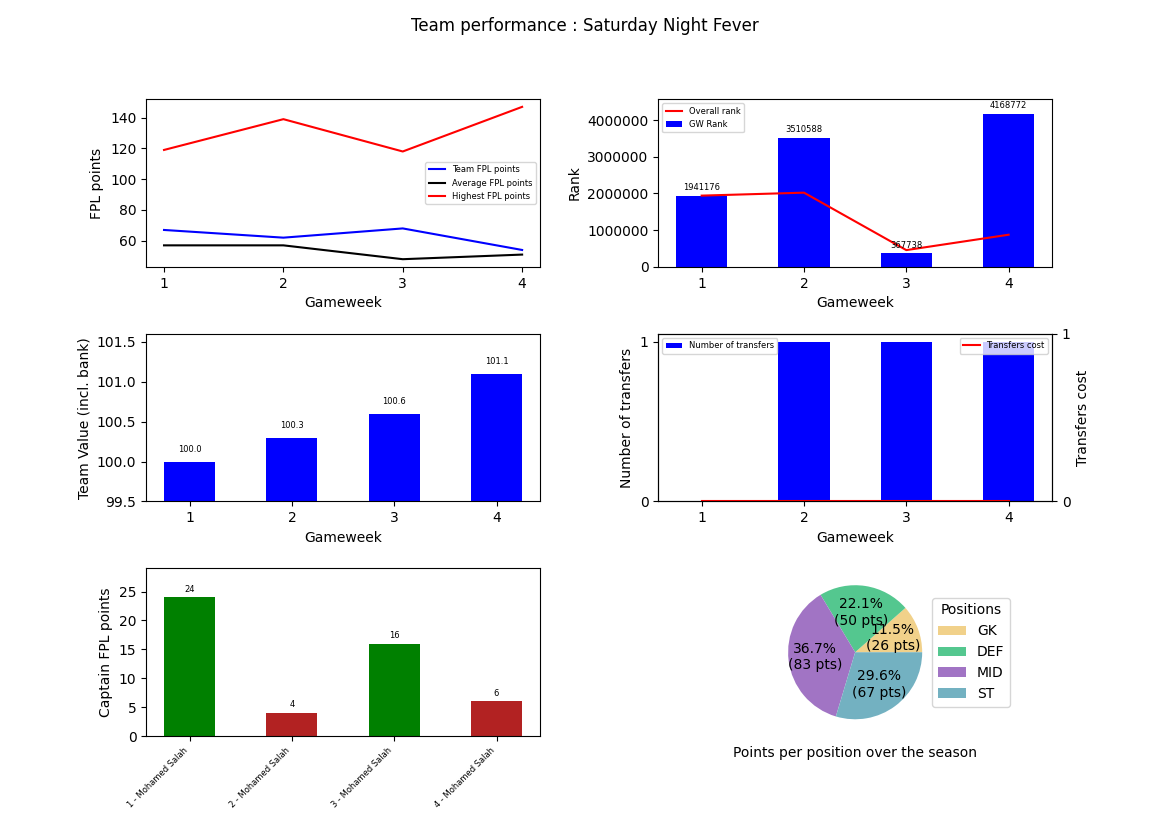 Team performance : Saturday Night Fever
FPL points
140
120
100
80
60
Team FPL points
Average FPL points
Highest FPL points
1 2 3 4
Gameweek
Rank
4000000
3000000
2000000
1000000
0
Overall rank
GW Rank
1941176
3510588
367738
4168772
1 2 3 4
Gameweek
Team Value (incl. bank)
101.5
101.0
100.5
100.0
99.5
100.0
100.3
100.6
101.1
1 2 3 4
Gameweek
Number of transfers
1
0
Number of transfers
Transfers cost
1
0
Transfers cost
1 2 3 4
Gameweek
Captain FPL points
25
20
15
10
5
0
24
4
16
6
1 - Mohamed Salah
2 - Mohamed Salah
3 - Mohamed Salah
4 - Mohamed Salah
22.1%
(50 pts)
11.5%
(26 pts)
36.7%
(83 pts)
29.6%
(67 pts)
Positions
GK
DEF
MID
ST
Points per position over the season